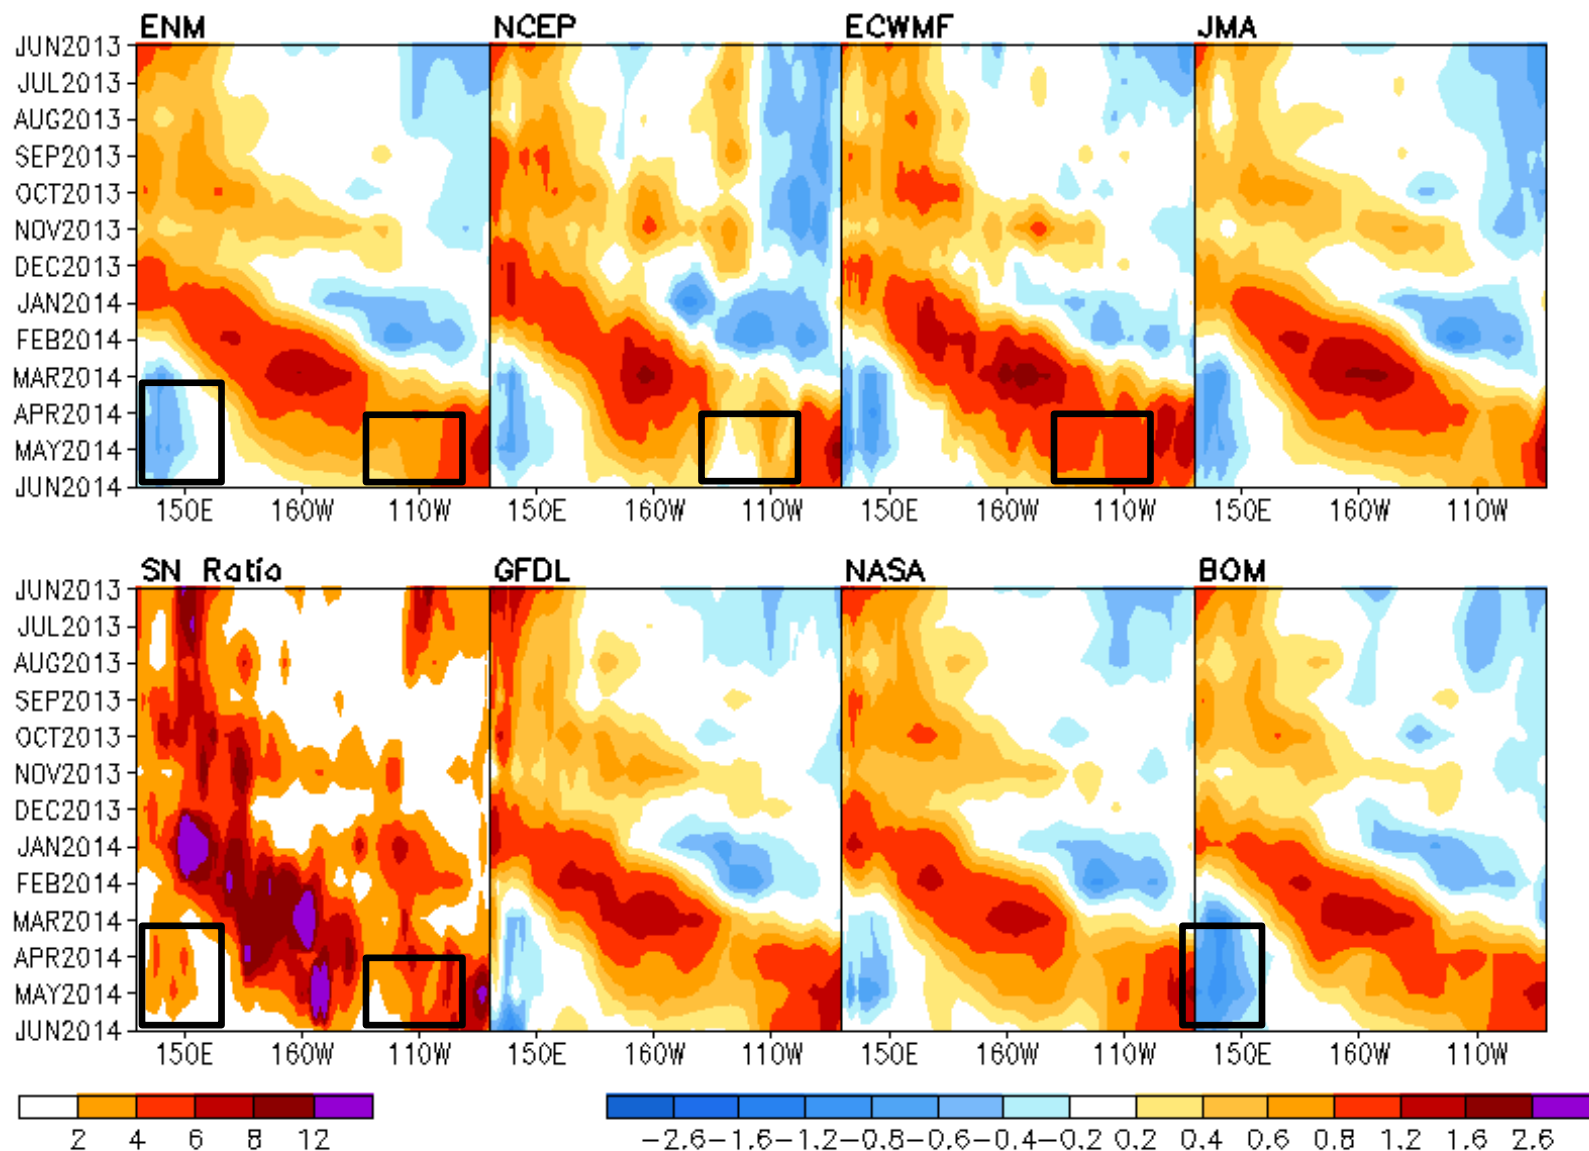 ENM NCEP ECWMF JMA
JUN2013
JUL2013
AUG2013
SEP2013
OCT2013
NOV2013
DEC2013
JAN2014
FEB2014
MAR2014
APR2014
MAY2014
JUN2014
150E 160W 110W 150E 160W 110W 150E 160W 110W 150E 160W 110W
SN Ratio GFDL NASA BOM
JUN2013
JUL2013
AUG2013
SEP2013
OCT2013
NOV2013
DEC2013
JAN2014
FEB2014
MAR2014
APR2014
MAY2014
JUN2014
150E 160W 110W 150E 160W 110W 150E 160W 110W 150E 160W 110W
2 4 6 8 12 -2.6 -1.6 -1.2 -0.8 -0.6 -0.4 -0.2 0.2 0.4 0.6 0.8 1.2 1.6 2.6